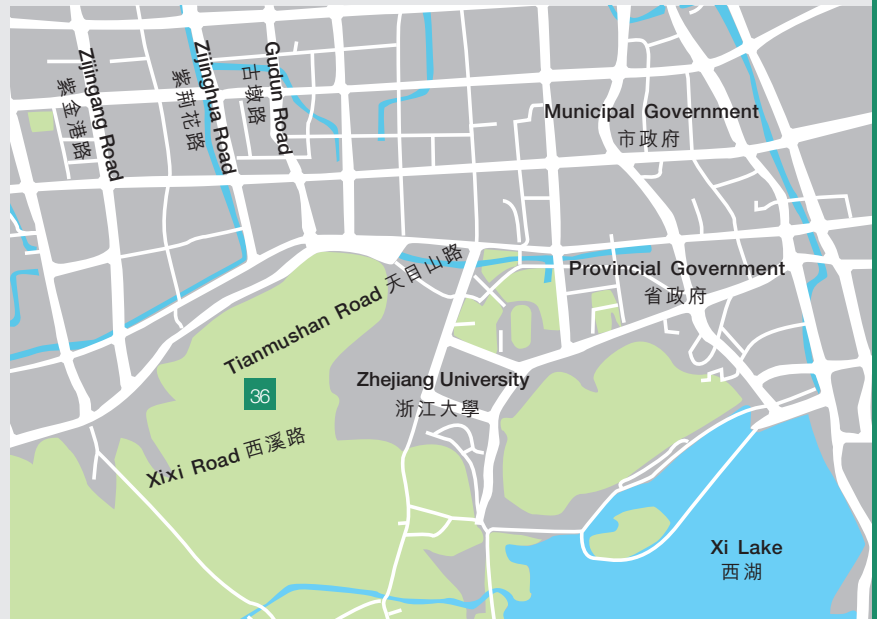 Zijingang Road
紫金港路
Zijinghua Road
紫荊花路
Gudun Road
古墩路
Municipal Government
市政府
Provincial Government
省政府
Tianmushan Road 天目山路
Zhejiang University
浙江大學
36
Xixi Road 西溪路
Xi Lake
西湖